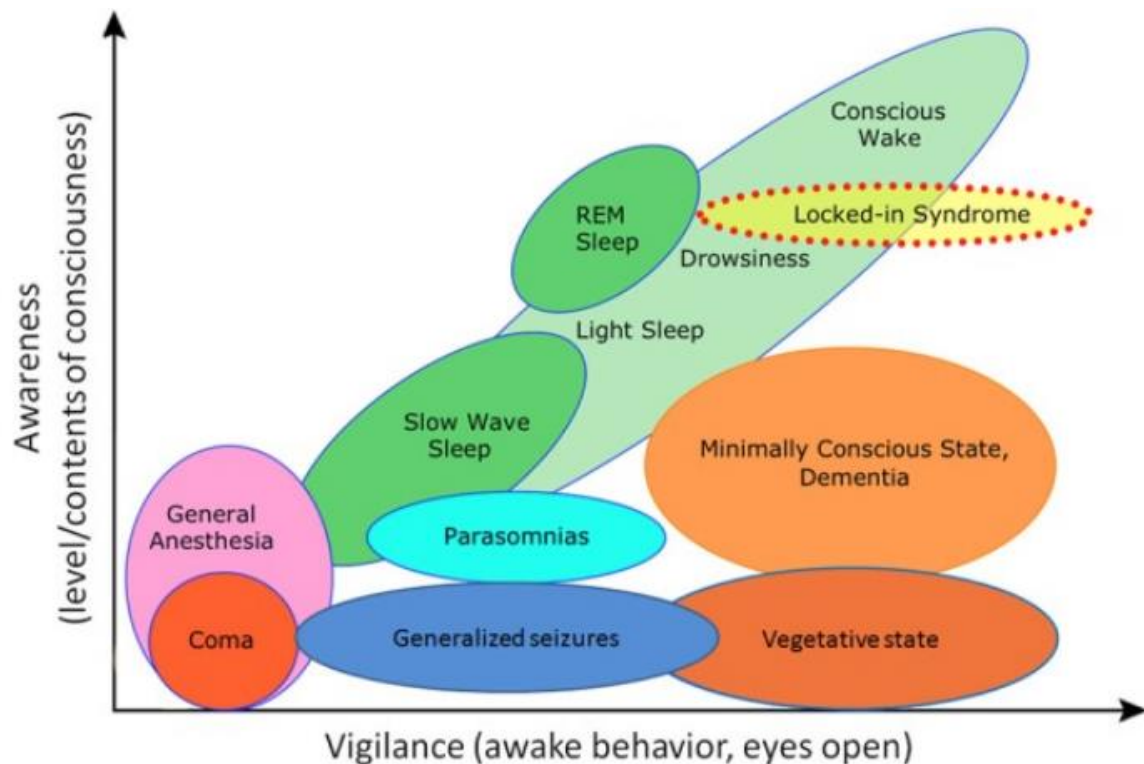 Awareness
(level/contents of consciousness)
Conscious
Wake
REM
Sleep
Locked-in Syndrome
Drowsiness
Light Sleep
Slow Wave
Sleep
Minimally Conscious State,
Dementia
General
Anesthesia
Parasomnias
Coma
Generalized seizures
Vegetative state
Vigilance (awake behavior, eyes open)